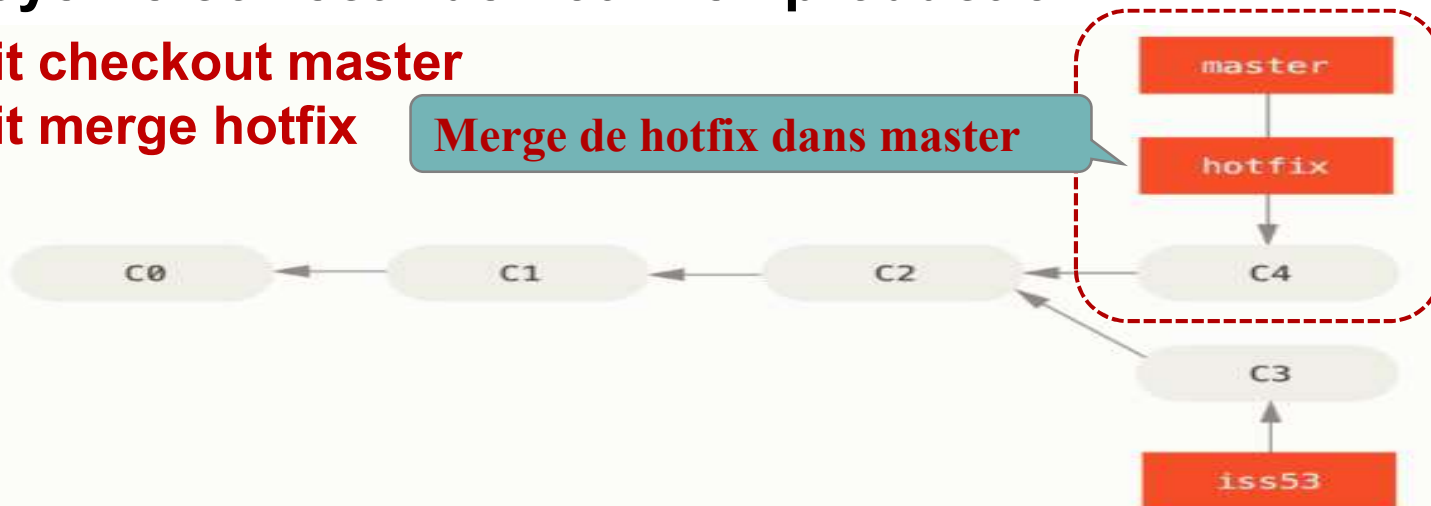 it checkout master
it merge hotfix
Merge de hotfix dans master
master
hotfix
C0
C1
C2
C4
C3
iss53